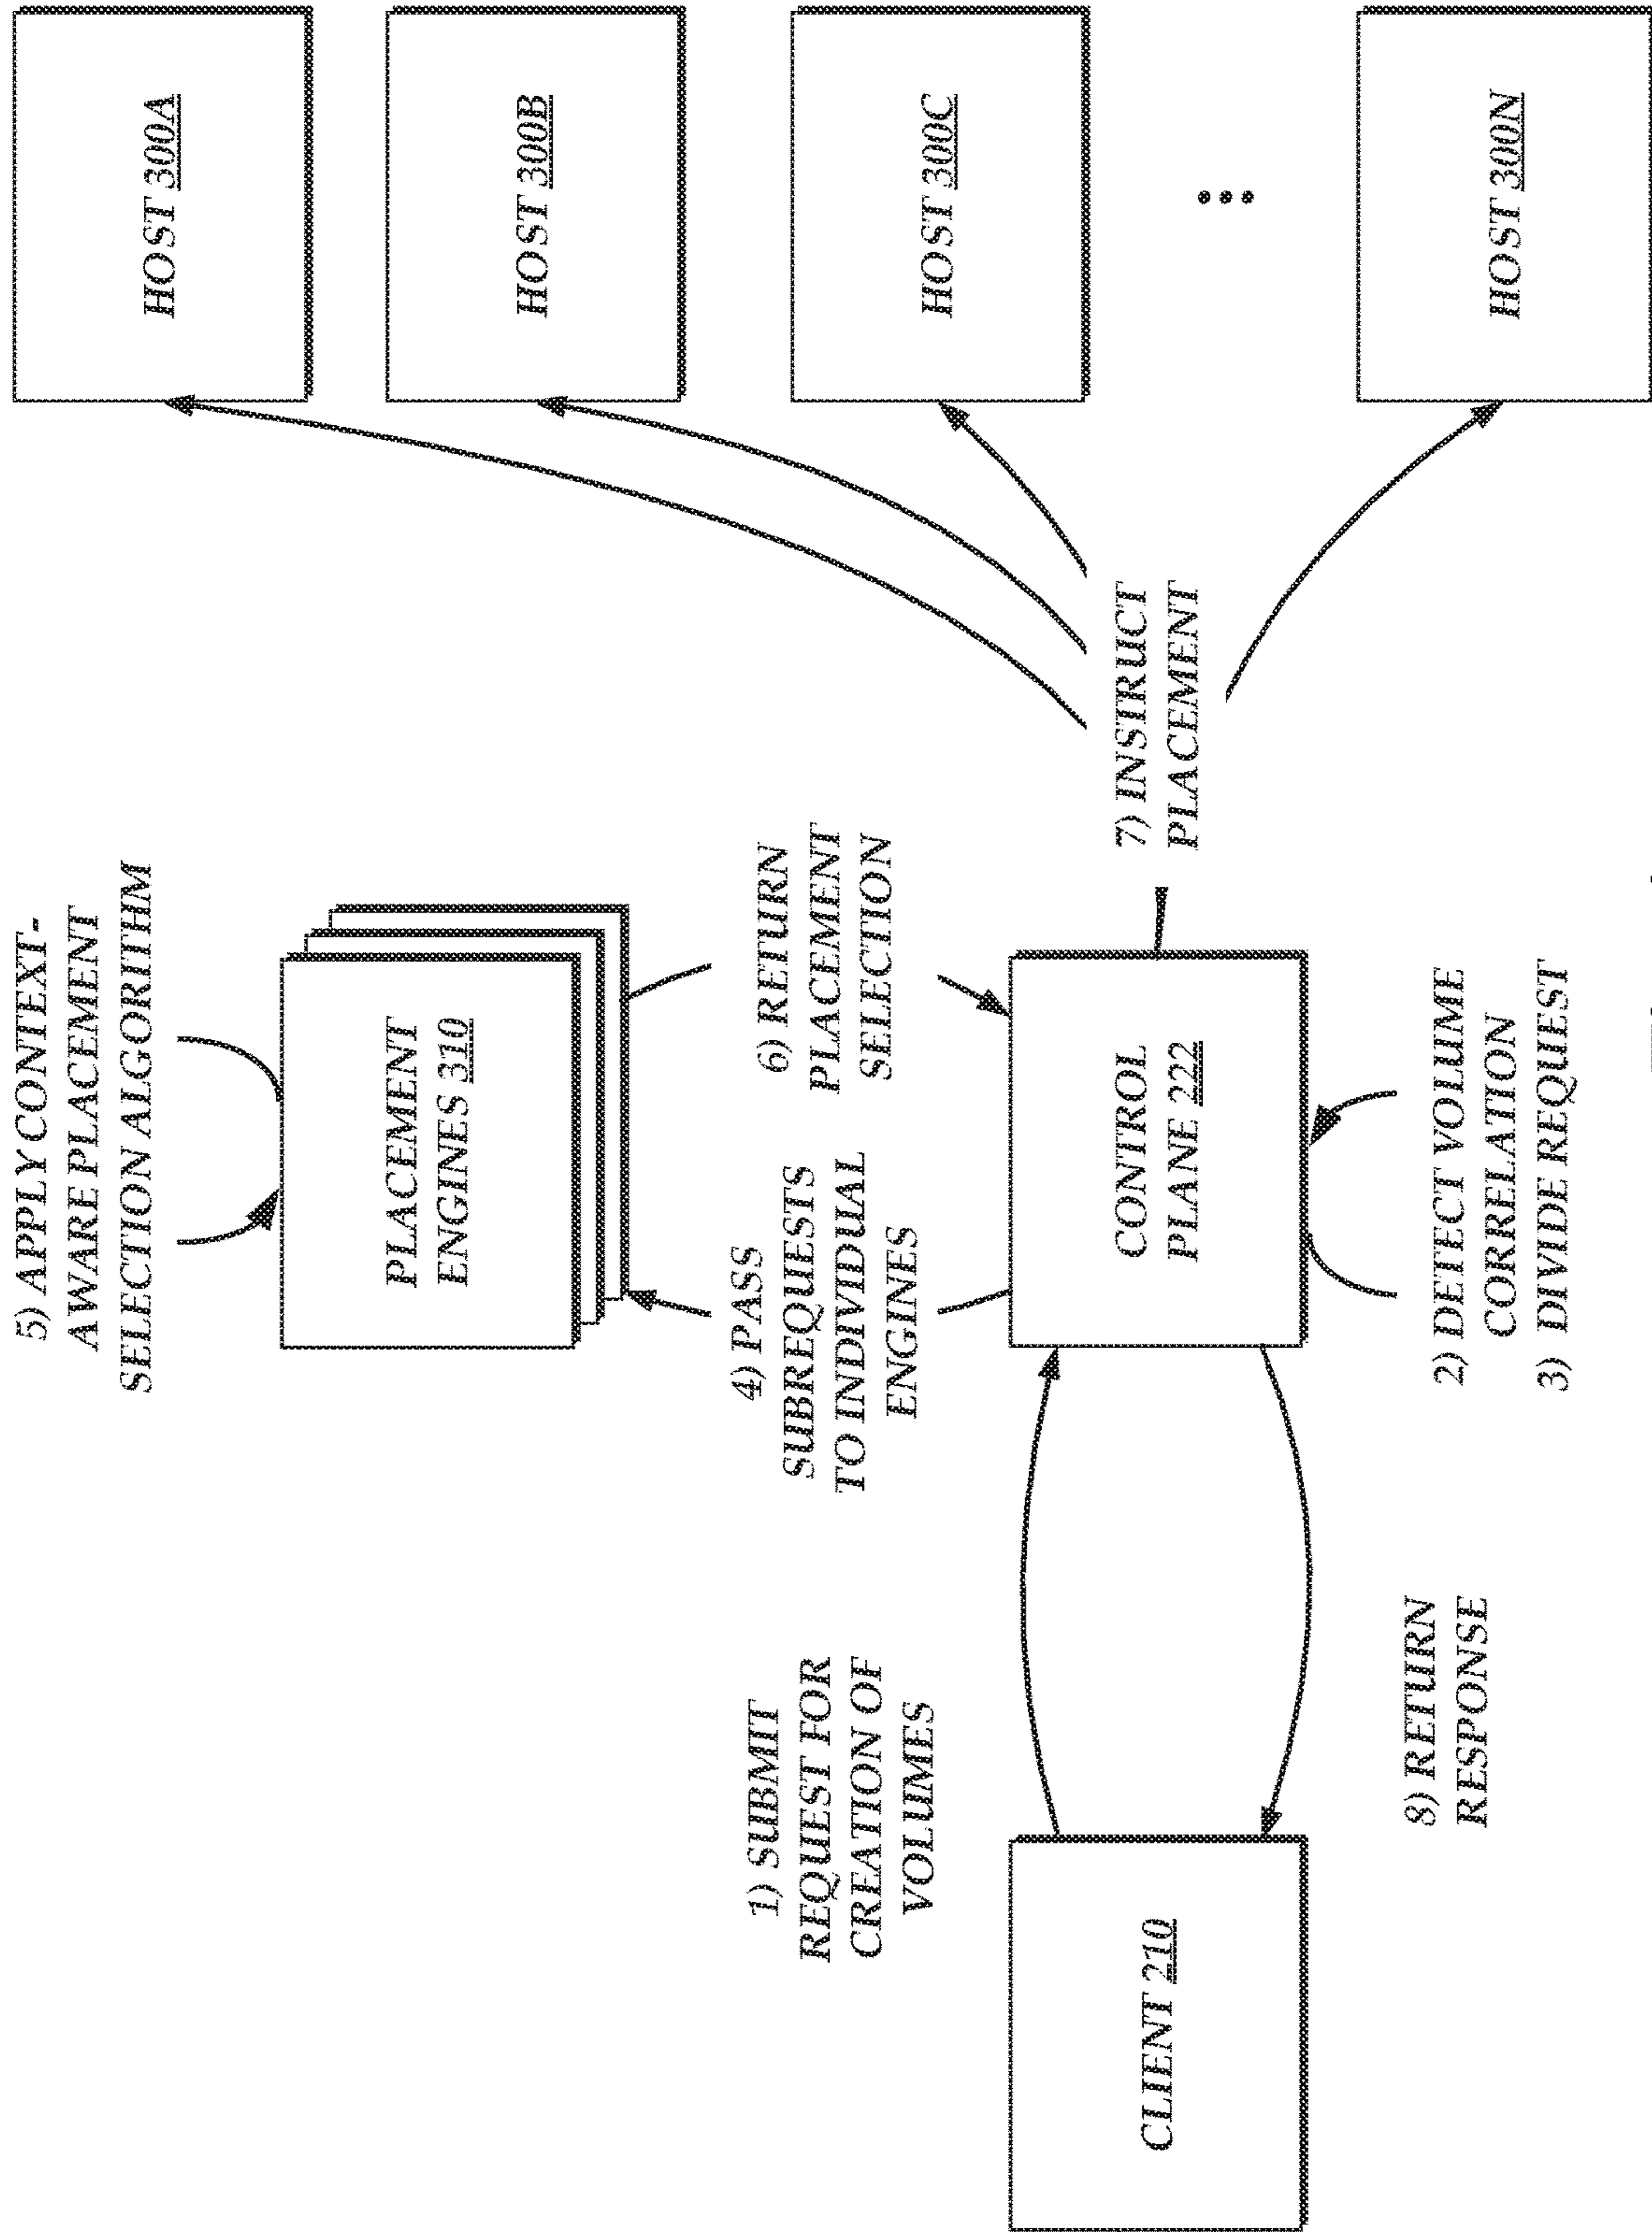 5) APPLY CONTEXT-
AWARE PLACEMENT
SELECTION ALGORITHM
PLACEMENT
ENGINES 310
1) SUBMIT
REQUEST FOR
CREATION OF
VOLUMES
4) PASS
SUBREQUESTS
TO INDIVIDUAL
ENGINES
6) RETURN
PLACEMENT
SELECTION
CLIENT 210
CONTROL
PLANE 222
7) INSTRUCT
PLACEMENT
8) RETURN
RESPONSE
2) DETECT VOLUME
CORRELATION
3) DIVIDE REQUEST
HOST 300A
HOST 300B
HOST 300C
HOST 300N